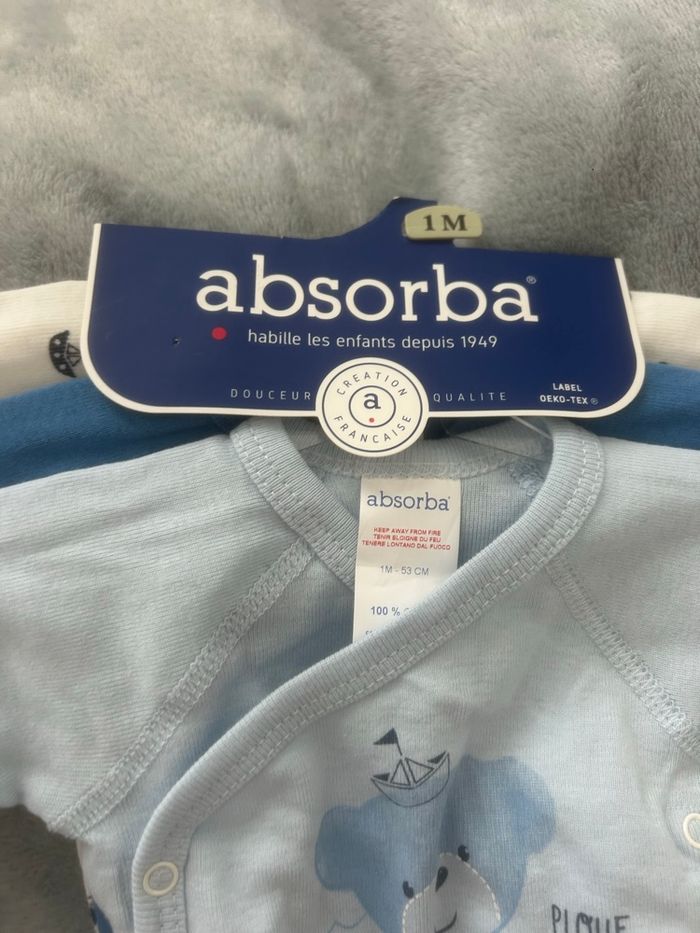 1 M
absorba®
habille les enfants depuis 1949
DOUCEUR
QUALITE
LABEL
OEKO-TEX®
CREATION
a
FRANCAISE
absorba®
KEEP AWAY FROM FIRE
TENIR ELOIGNE DU FEU
TENERE LONTANO DAL FUOCO
1M - 53 CM
100 %